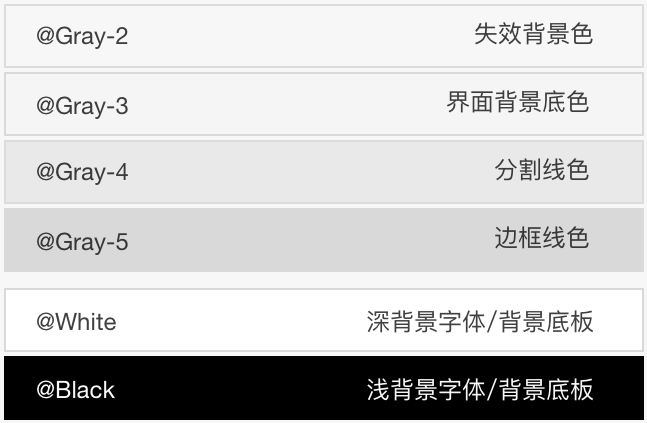 @Gray-2 失效背景色
@Gray-3 界面背景底色
@Gray-4 分割线色
@Gray-5 边框线色
@White 深背景字体/背景底板
@Black 浅背景字体/背景底板